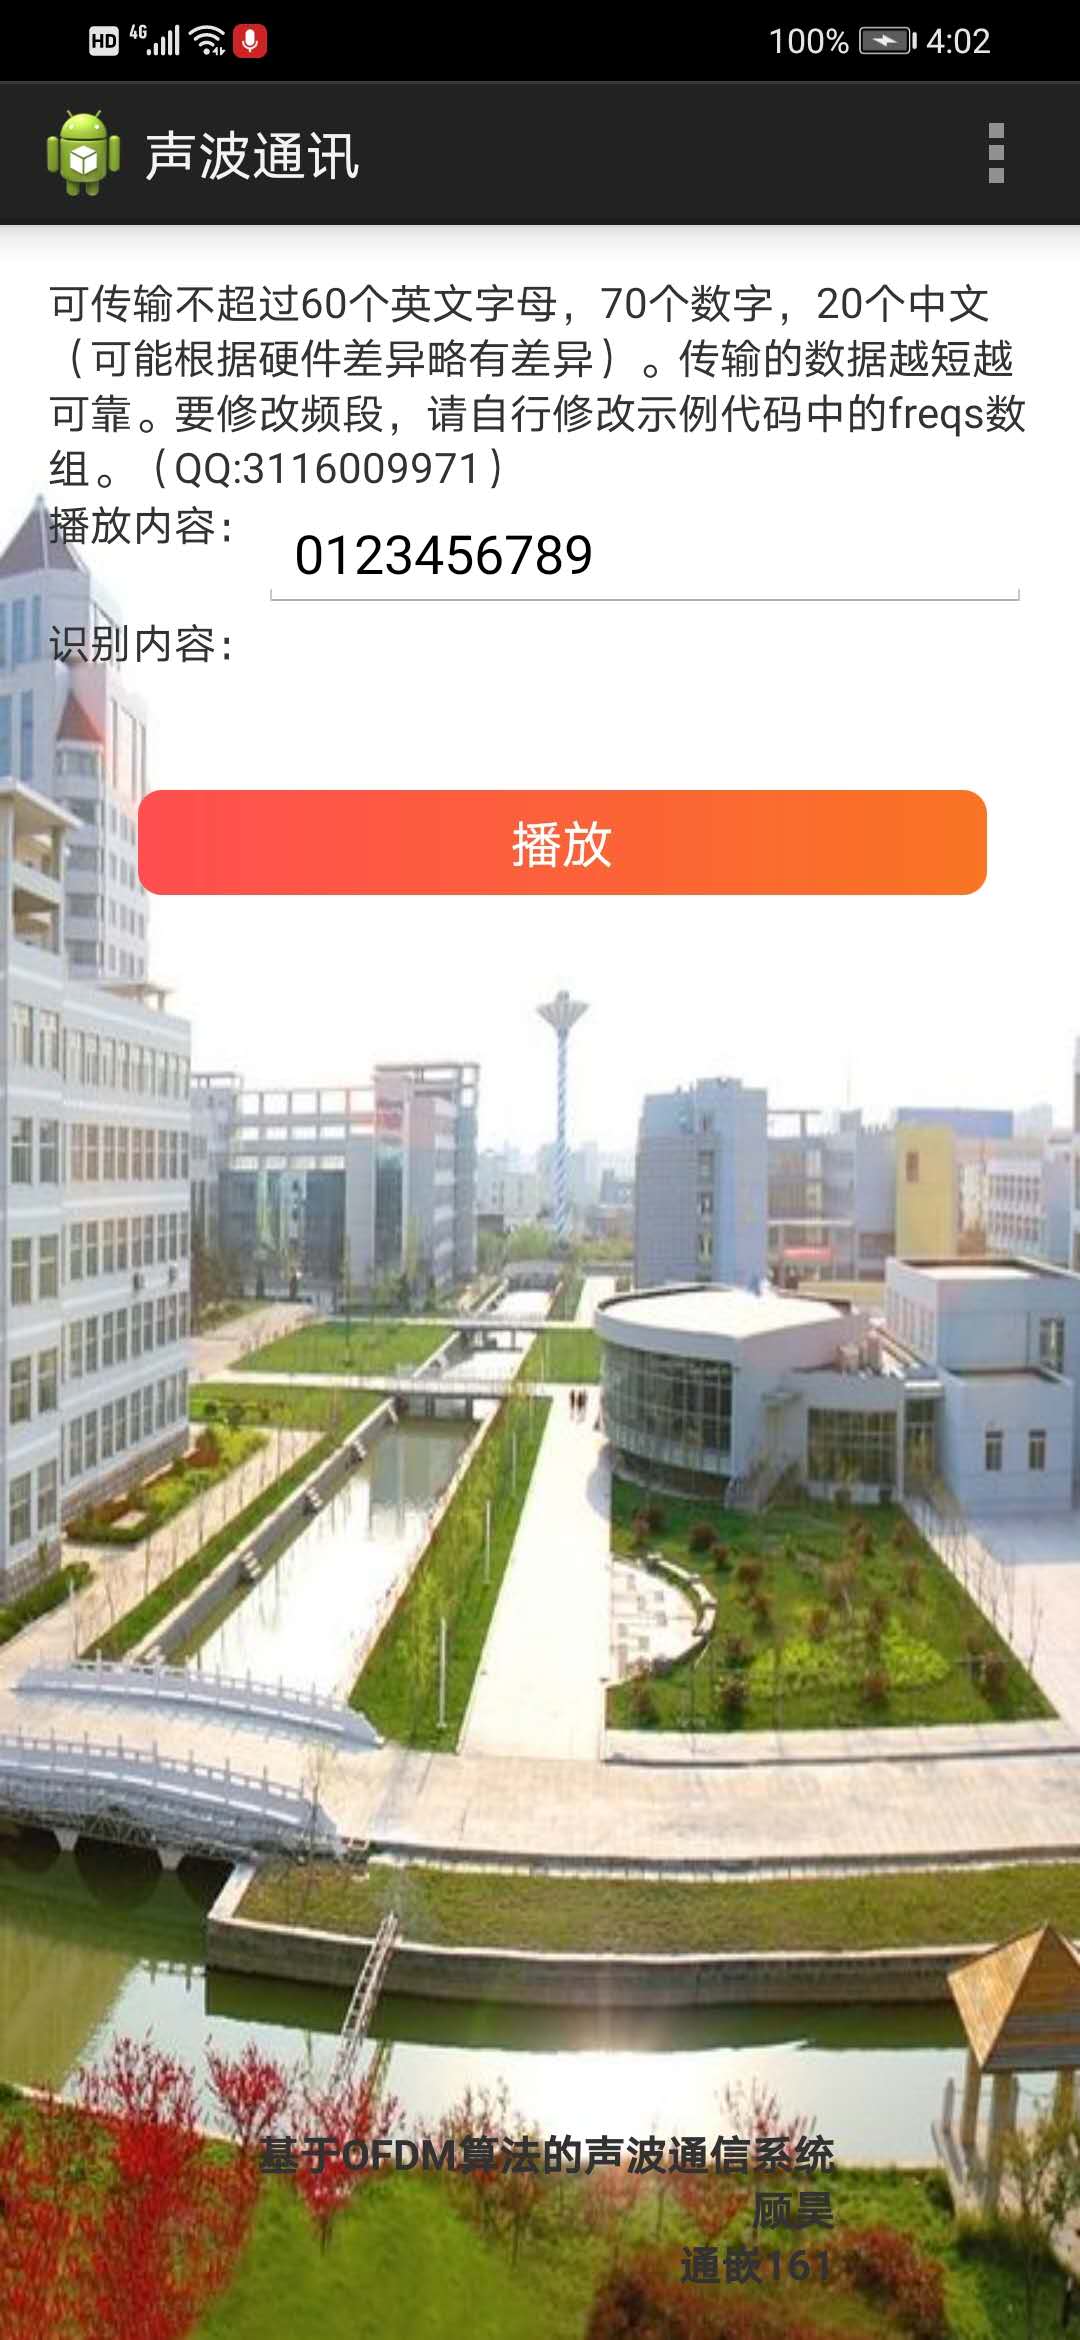 HD 4G 100% 4:02
声波通讯
可传输不超过60个英文字母，70个数字，20个中文
（可能根据硬件差异略有差异）。传输的数据越短越
可靠。要修改频段，请自行修改示例代码中的freqs数
组。（QQ:3116009971）
播放内容：
0123456789
识别内容：
播放
基于OFDM算法的声波通信系统
顾昊
通嵌161